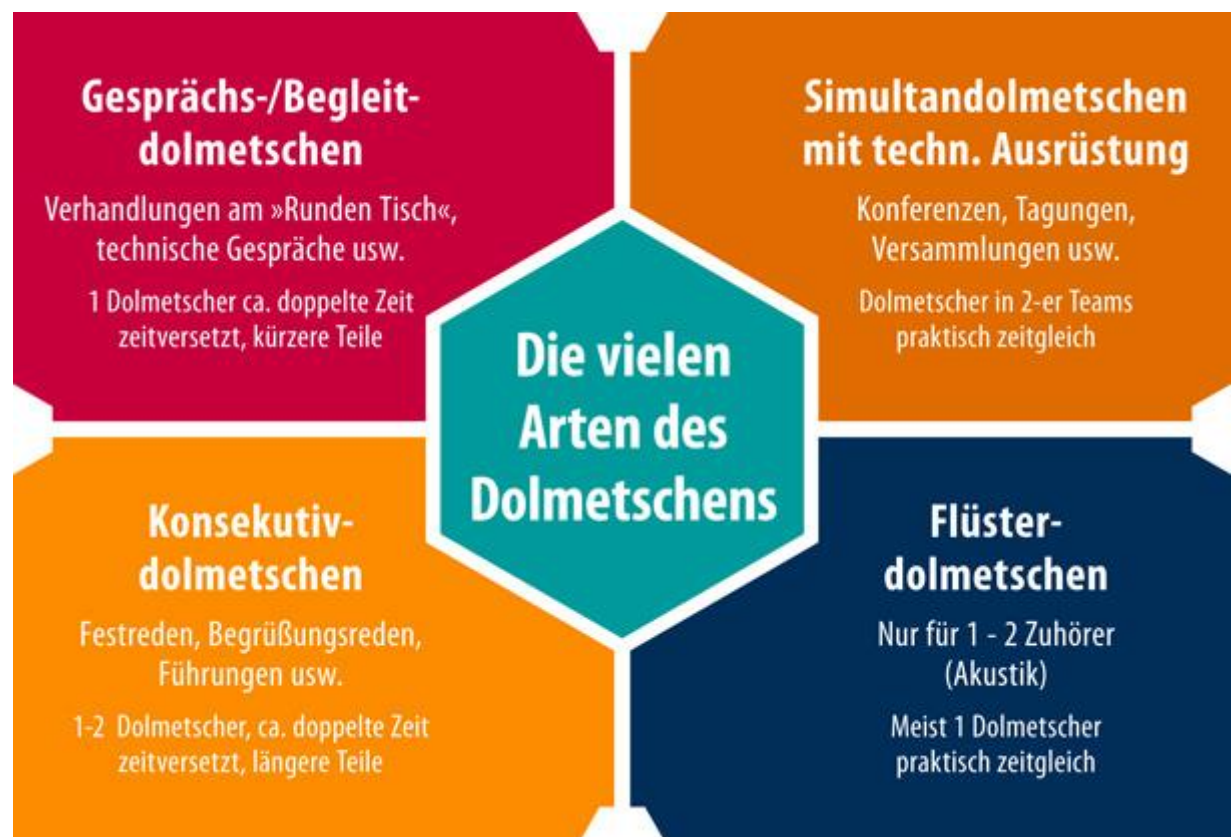 Gesprächs-/Begleit-
dolmetschen
Verhandlungen am »Runden Tisch«,
technische Gespräche usw.
1 Dolmetscher ca. doppelte Zeit
zeitversetzt, kürzere Teile
Simultandolmetschen
mit techn. Ausrüstung
Konferenzen, Tagungen,
Versammlungen usw.
Dolmetscher in 2-er Teams
praktisch zeitgleich
Die vielen
Arten des
Dolmetschens
Konsekutiv-
dolmetschen
Festreden, Begrüßungsreden,
Führungen usw.
1-2 Dolmetscher, ca. doppelte Zeit
zeitversetzt, längere Teile
Flüster-
dolmetschen
Nur für 1 - 2 Zuhörer
(Akustik)
Meist 1 Dolmetscher
praktisch zeitgleich